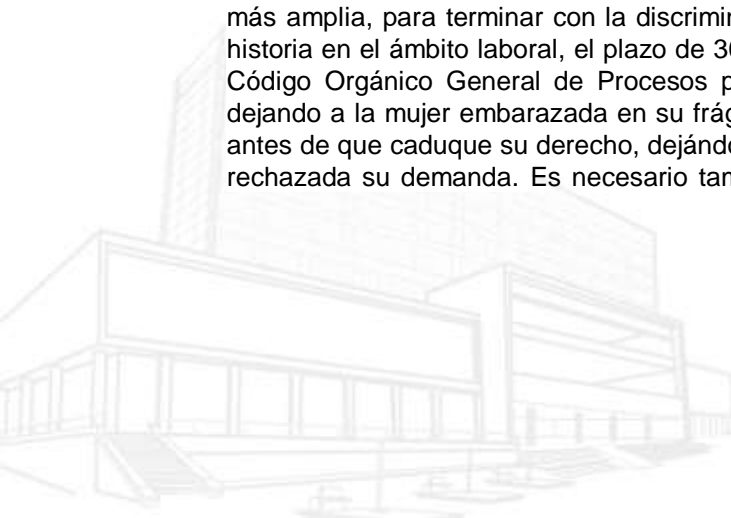 más amplia, para terminar con la
historia en el ámbito laboral, el plazo de
Código Orgánico General de Procesos
dejando a la mujer embarazada en su
antes de que caduque su derecho,
rechazada su demanda. Es necesario